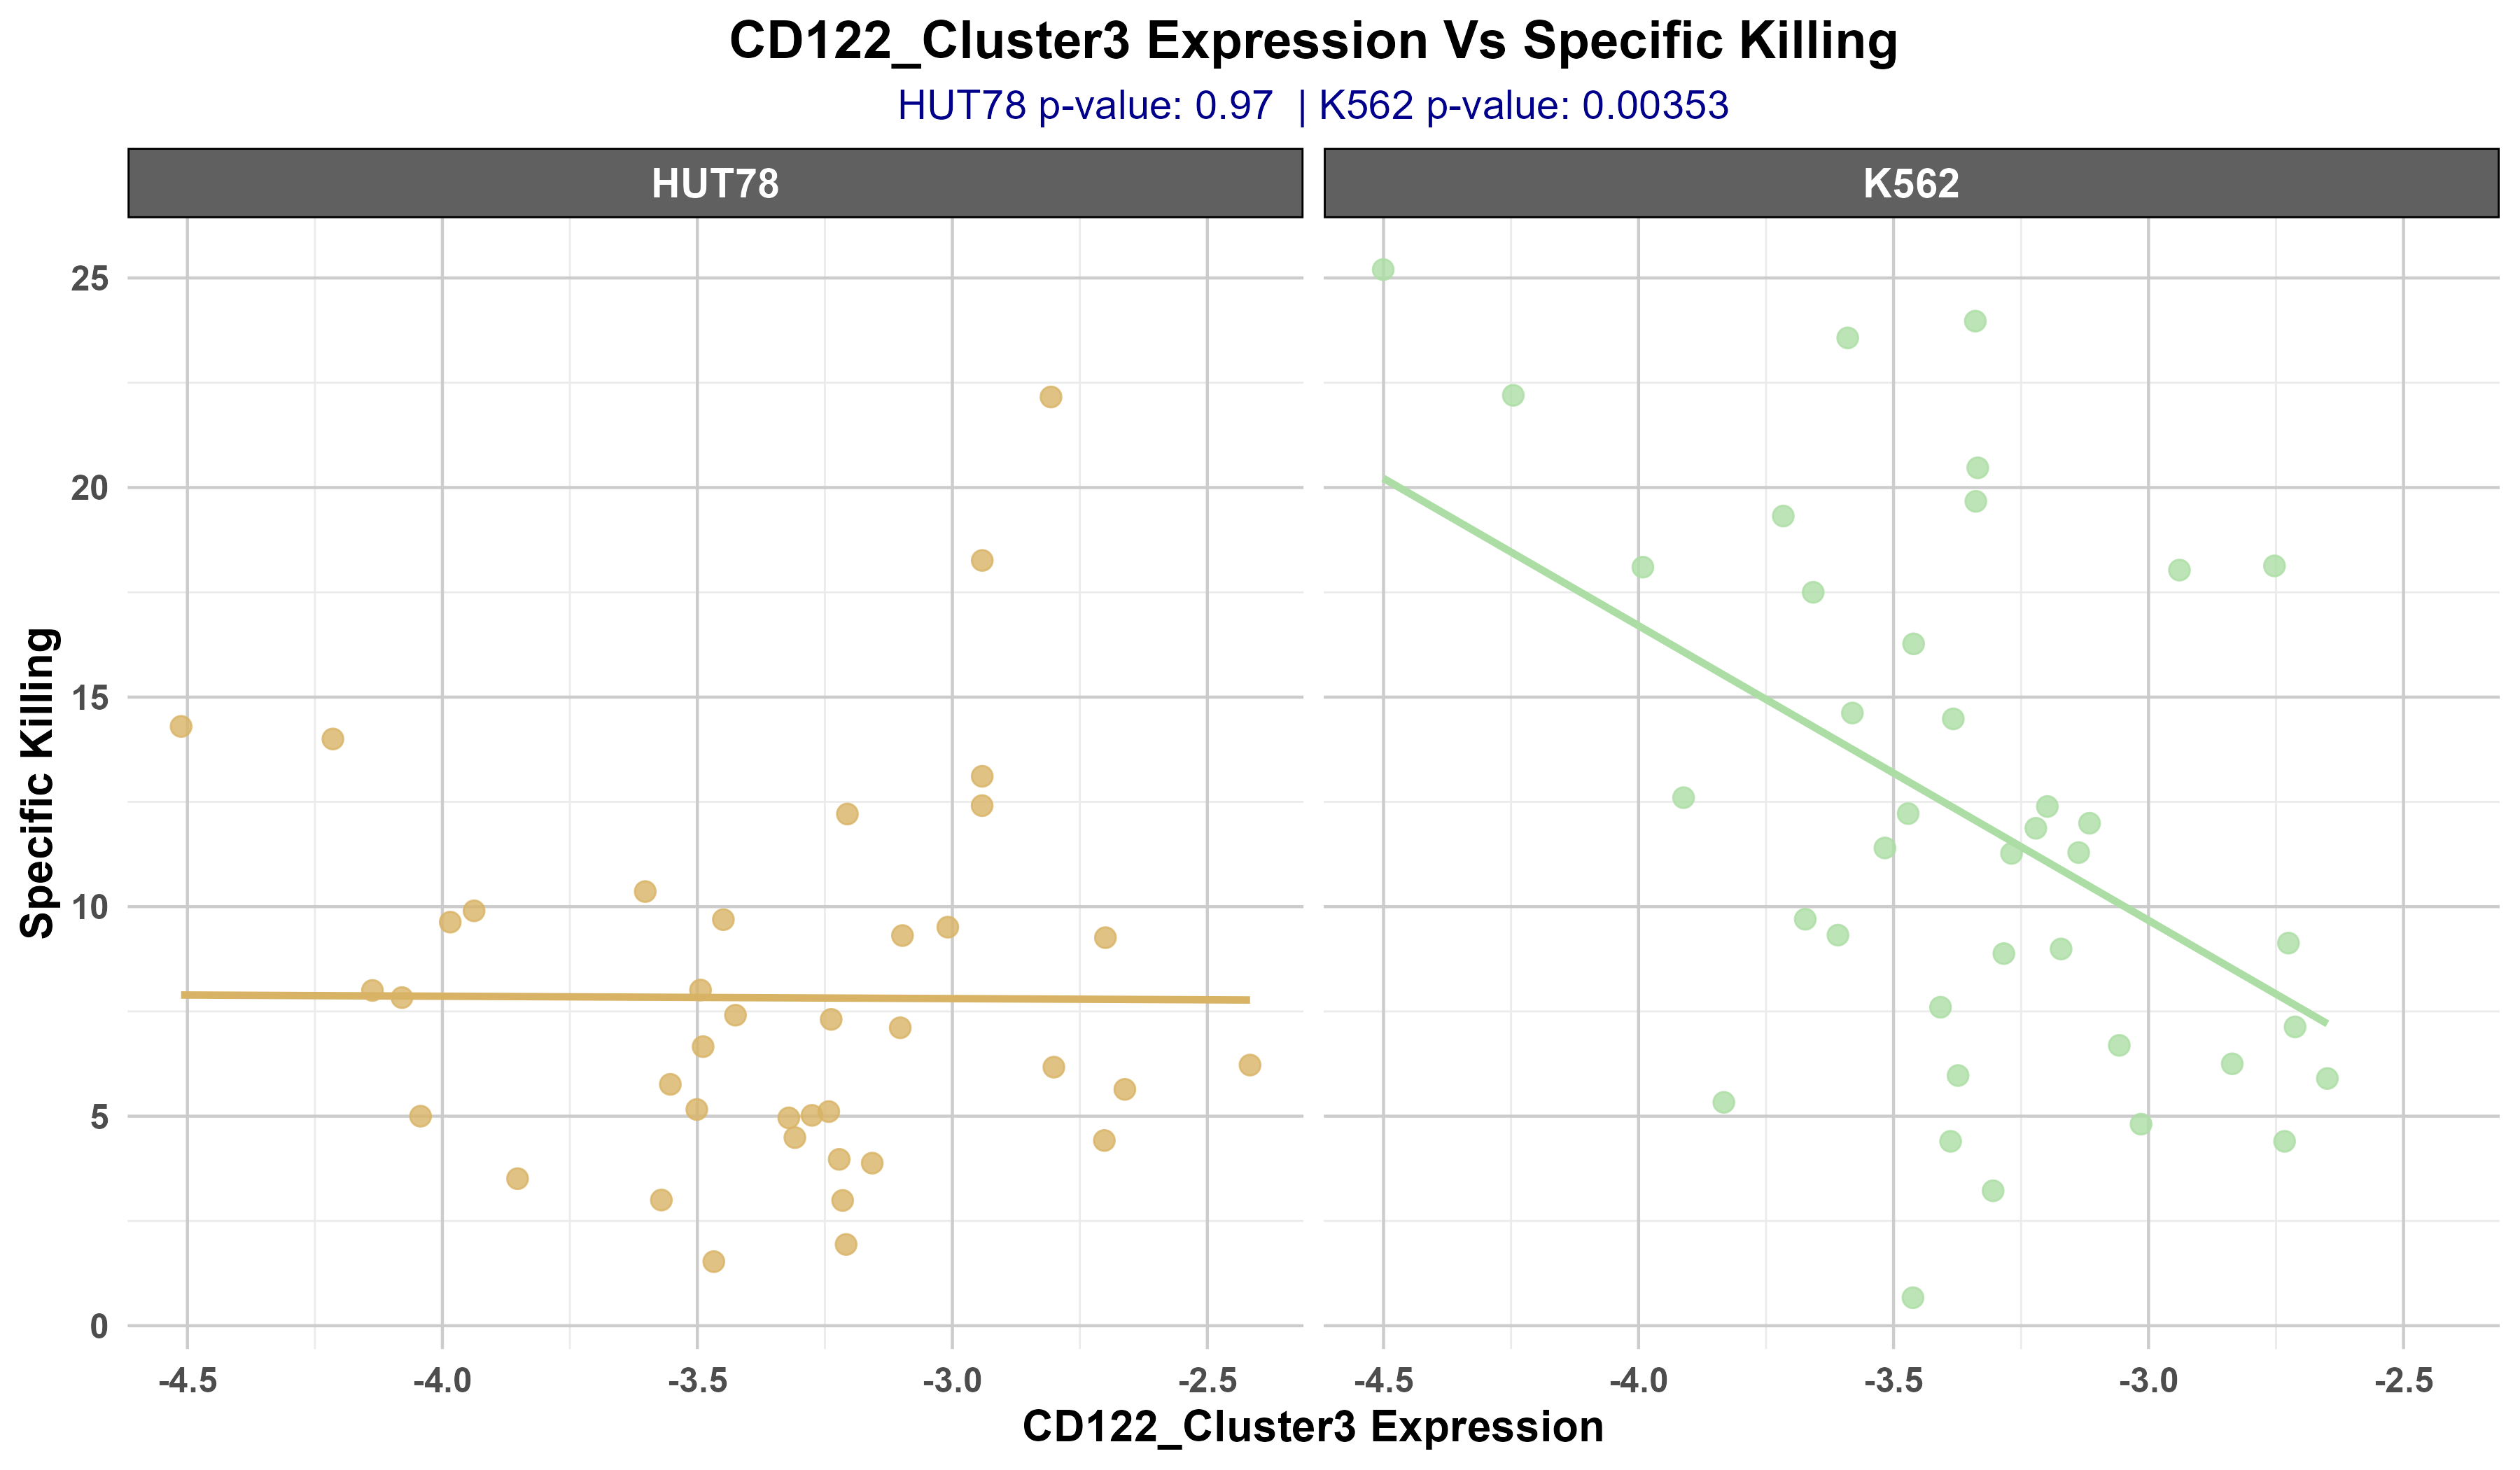 CD122_Cluster3 Expression Vs Specific Killing
HUT78 p-value: 0.97 | K562 p-value: 0.00353
HUT78
K562
Specific Killing
25
20
15
10
5
0
-4.5 -4.0 -3.5 -3.0 -2.5
-4.5 -4.0 -3.5 -3.0 -2.5
CD122_Cluster3 Expression